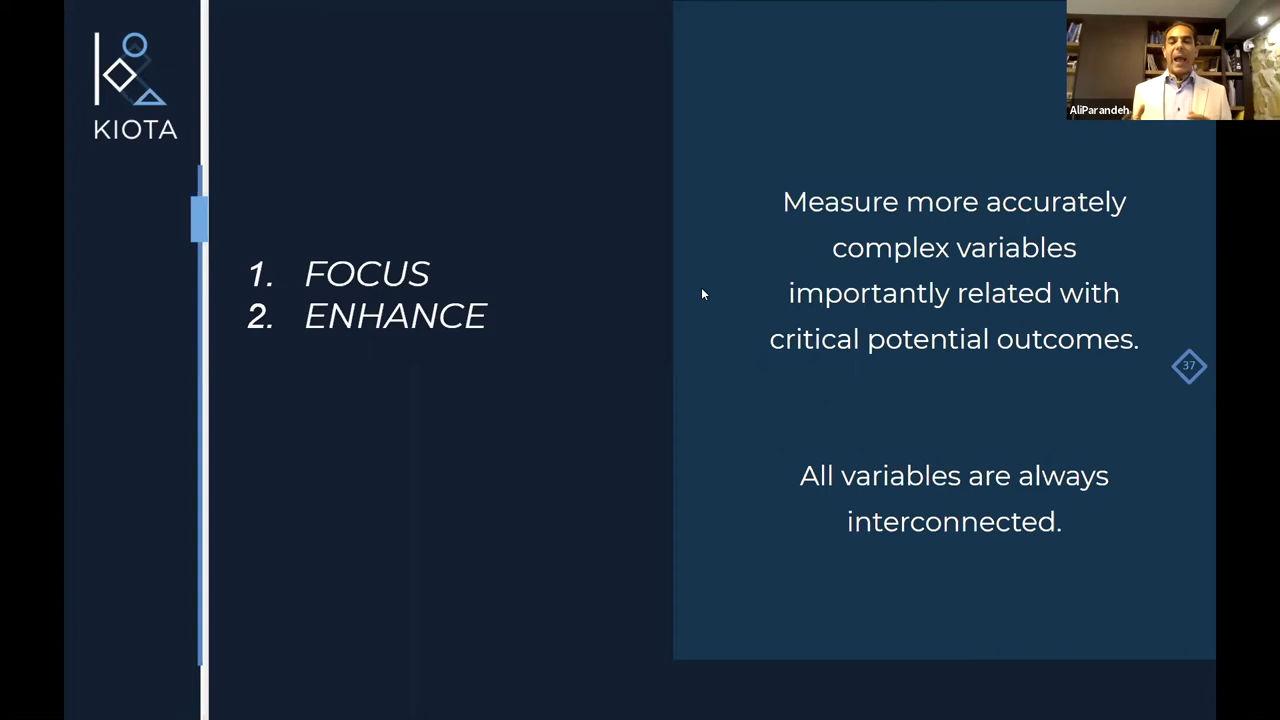 KIOTA
AliParandeh
1. FOCUS
2. ENHANCE
Measure more accurately
complex variables
importantly related with
critical potential outcomes.
37
All variables are always
interconnected.